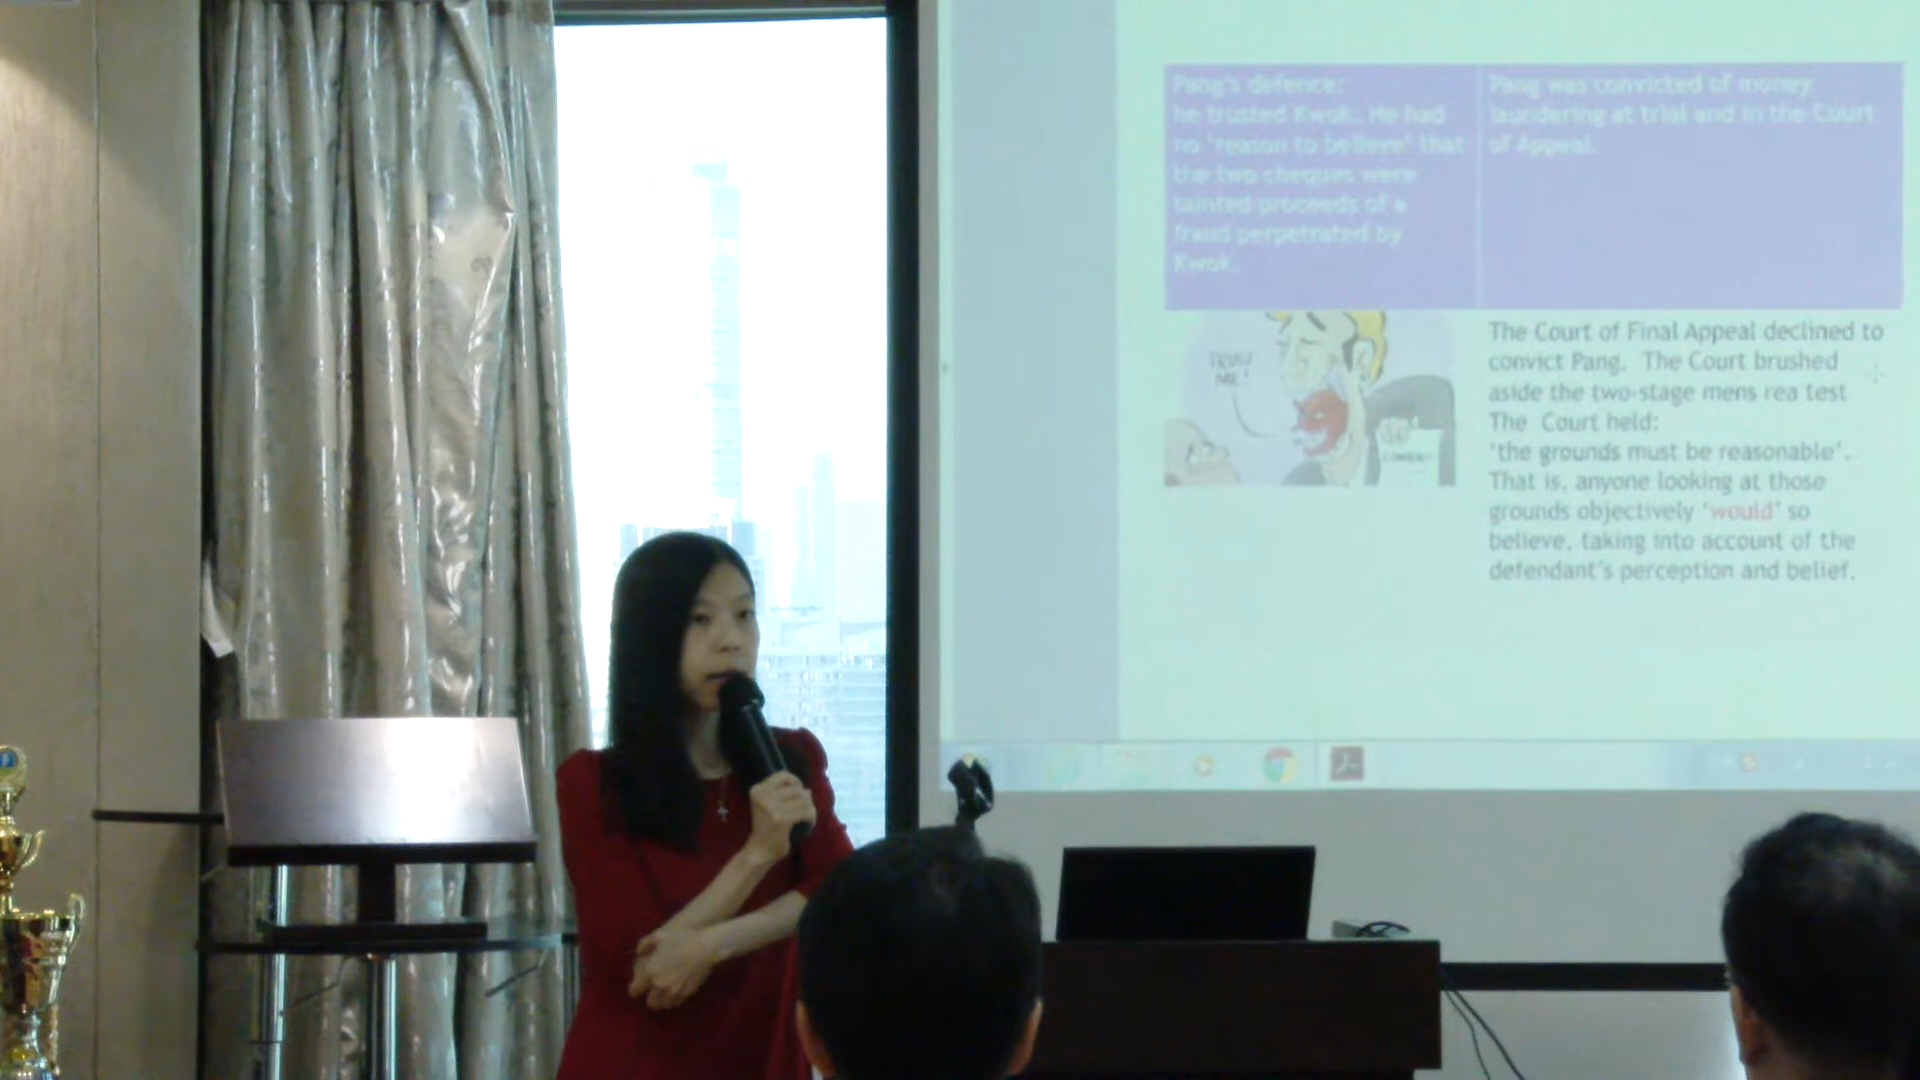 Pang's defence:
he trusted Kwok. He had
no 'reason to believe' that
the two cheques were
tainted proceeds of a
fraud perpetrated by
Kwok.
Pang was convicted of money
laundering at trial and in the Court
of Appeal.
TRUST
ME!
The Court of Final Appeal declined to
convict Pang. The Court brushed
aside the two-stage mens rea test
The Court held:
'the grounds must be reasonable'.
That is, anyone looking at those
grounds objectively 'would' so
believe, taking into account of the
defendant's perception and belief.